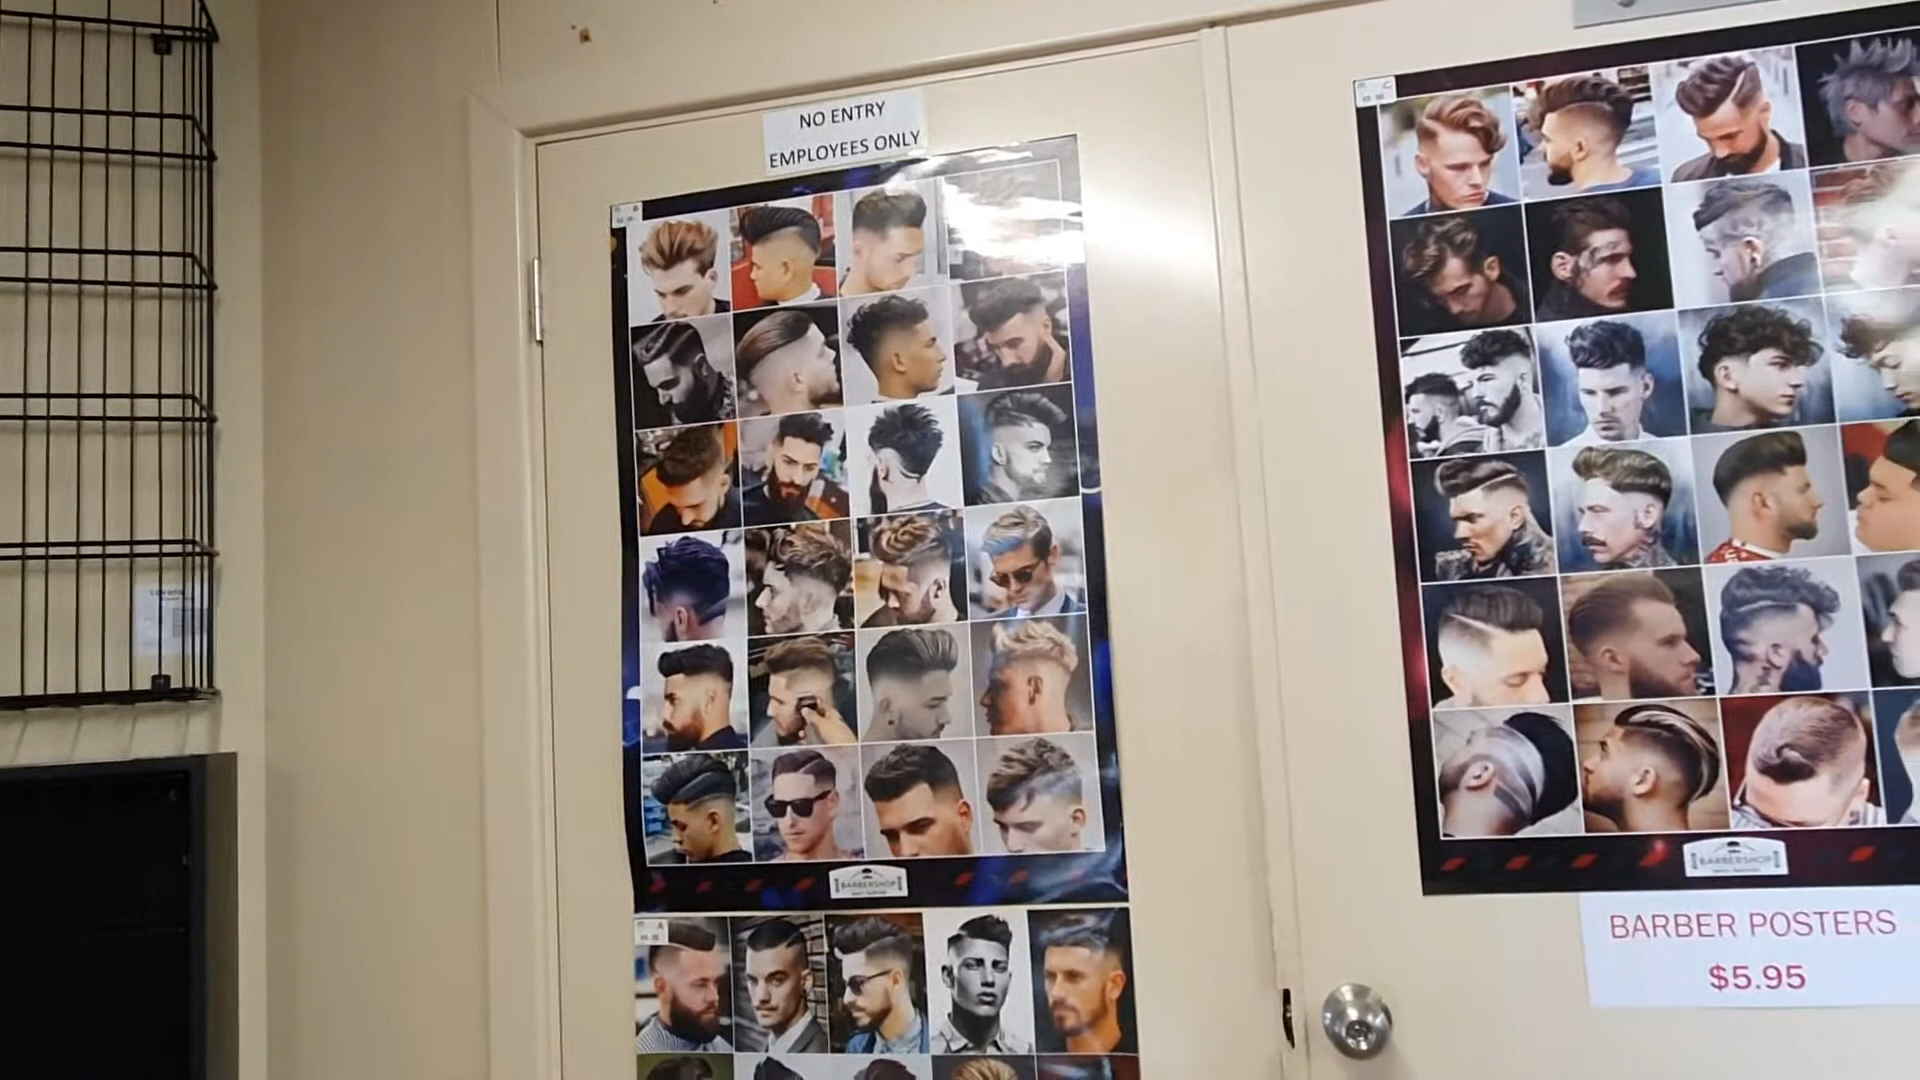 NO ENTRY
EMPLOYEES ONLY
B
C
BARBERSHOP
BARBERSHOP
A
BARBER POSTERS
$5.95